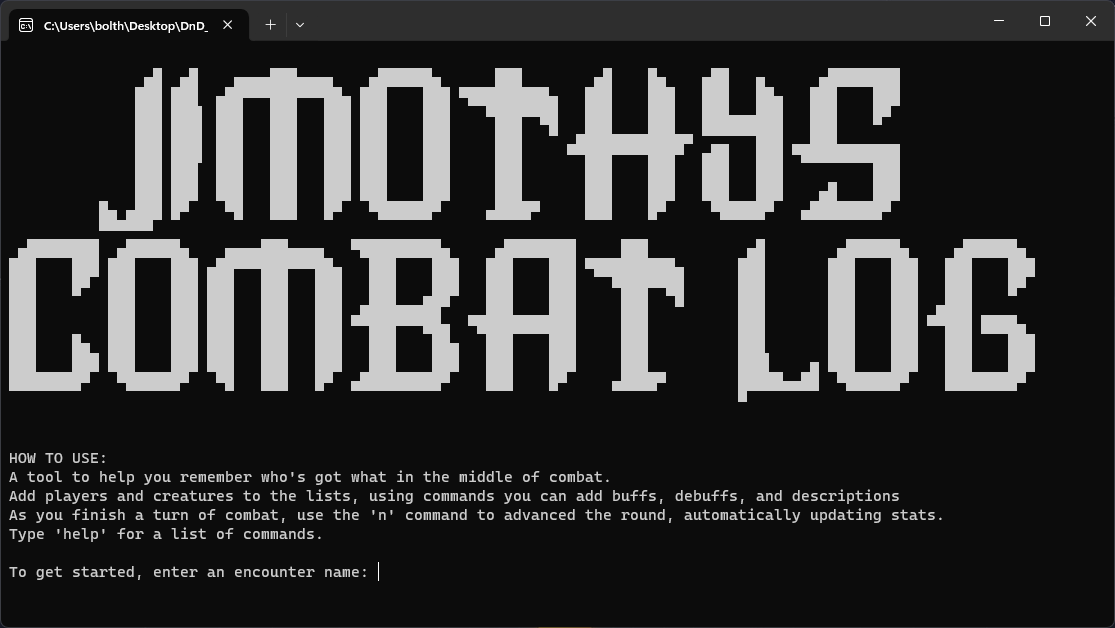 C:\Users\bolth\Desktop\DnD_
JIMOTHYS
COMBAT LOG
HOW TO USE:
A tool to help you remember who's got what in the middle of combat.
Add players and creatures to the lists, using commands you can add buffs, debuffs, and descriptions
As you finish a turn of combat, use the 'n' command to advanced the round, automatically updating stats.
Type 'help' for a list of commands.
To get started, enter an encounter name: